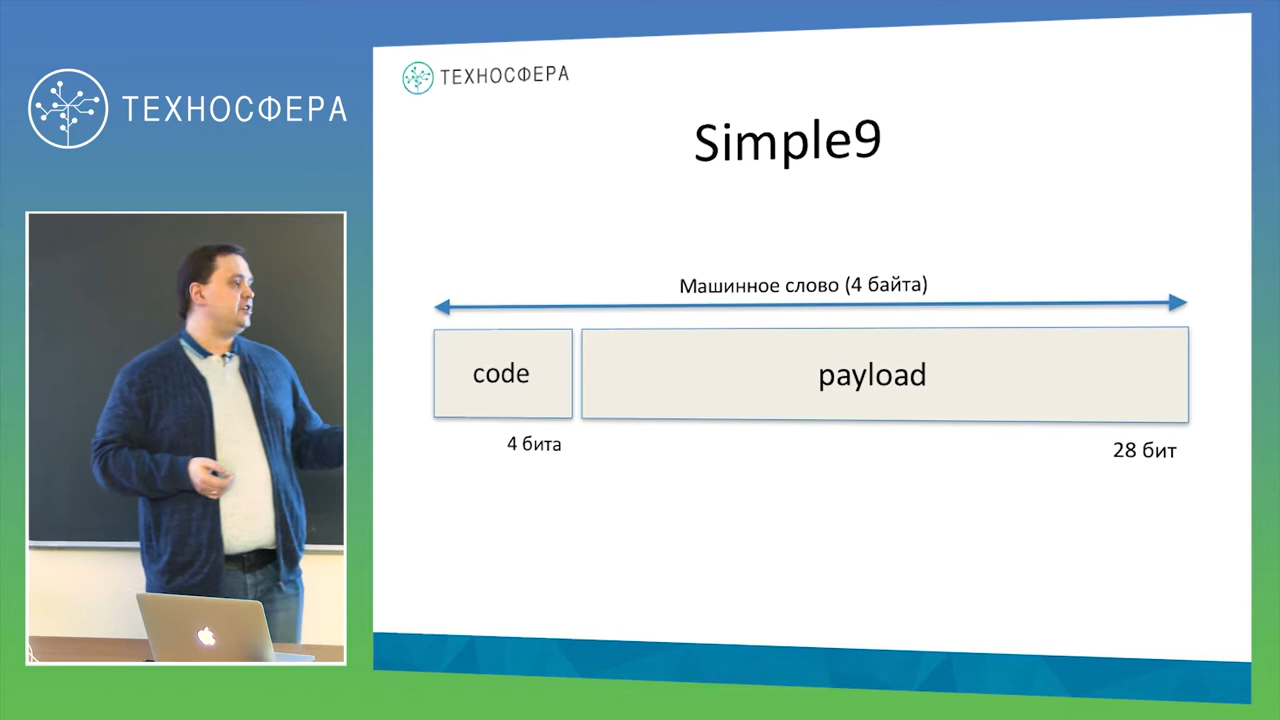 ТЕХНОСФЕРА
ТЕХНОСФЕРА
Simple9
Машинное слово (4 байта)
code
payload
4 бита
28 бит